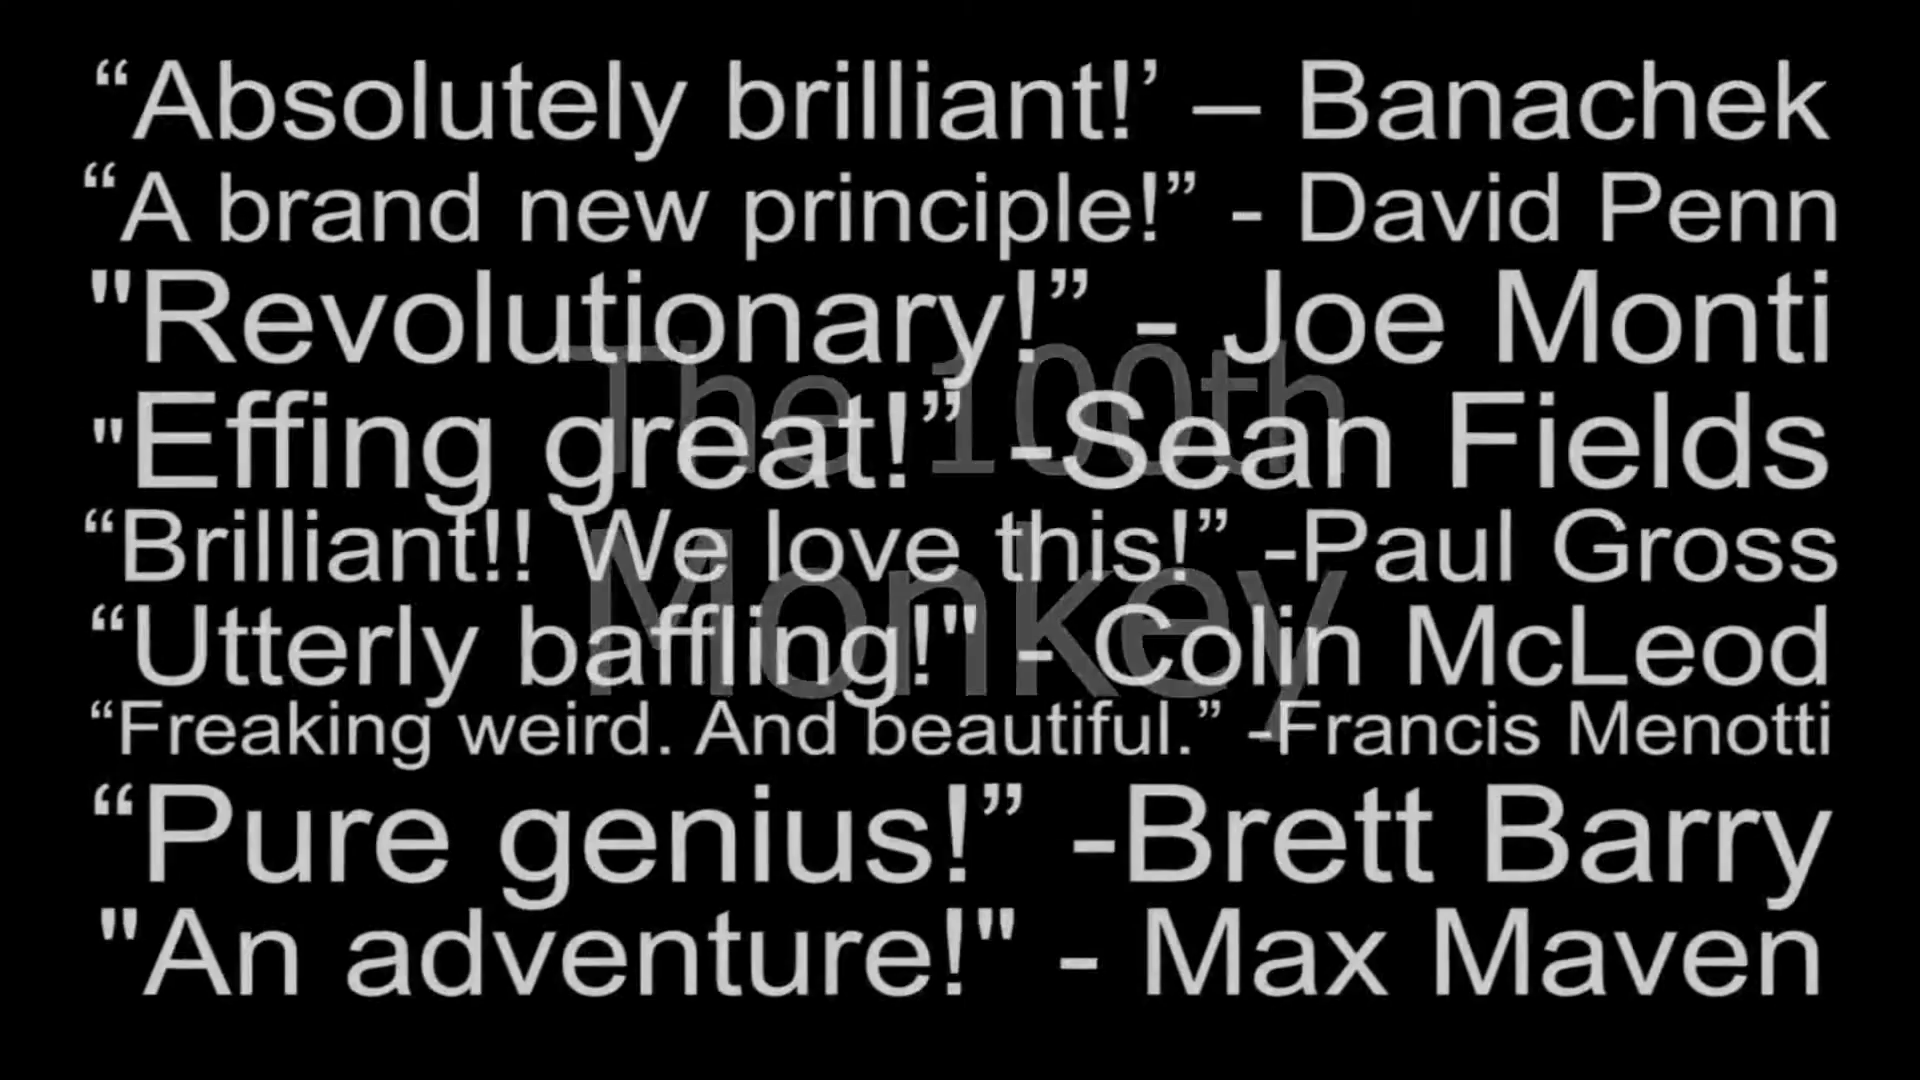 “Absolutely brilliant!’ – Banachek
“A brand new principle!” - David Penn
"Revolutionary!” - Joe Monti
The 100th
"Effing great!” -Sean Fields
“Brilliant!! We love this!” -Paul Gross
Monkey
“Utterly baffling!" - Colin McLeod
“Freaking weird. And beautiful.” -Francis Menotti
“Pure genius!” -Brett Barry
"An adventure!" - Max Maven